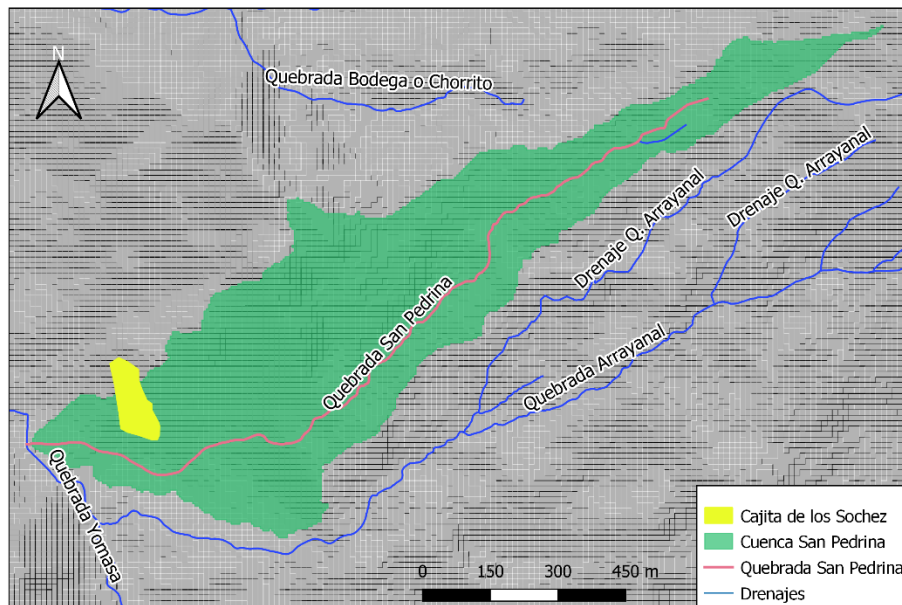 N
Quebrada Bodega o Chorrito
Drenaje Q. Arrayanal
Drenaje Q. Arrayanal
Quebrada San Pedrina
Quebrada Arrayanal
Quebrada Yomasa
0 150 300 450 m
Cajita de los Sochez
Cuenca San Pedrina
Quebrada San Pedrina
Drenajes